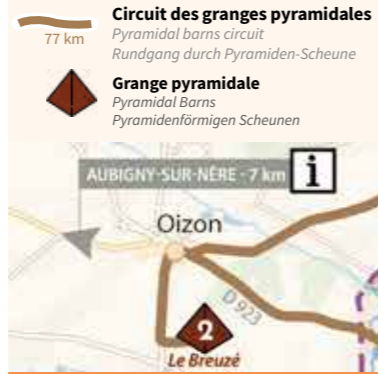 Circuit des granges pyramidales
77 km
Pyramidal barns circuit
Rundgang durch Pyramiden-Scheune
Grange pyramidale
Pyramidal Barns
Pyramidenförmigen Scheunen
AUBIGNY-SUR-NÈRE - 7 km
i
Oizon
D 923
2
Le Breuzé